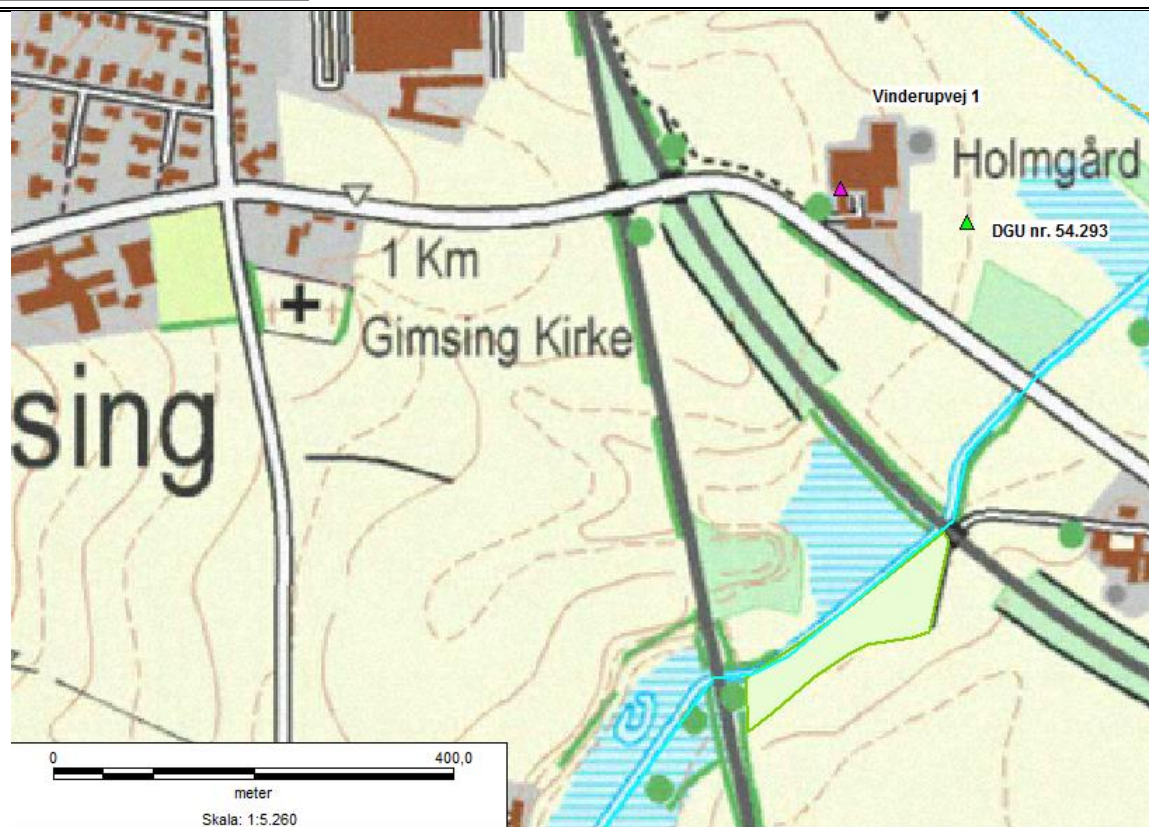 Vinderupvej 1
Holmgård
DGU nr. 54.293
1 Km
Gimsing Kirke
sing
0 400,0
meter
Skala: 1:5.260